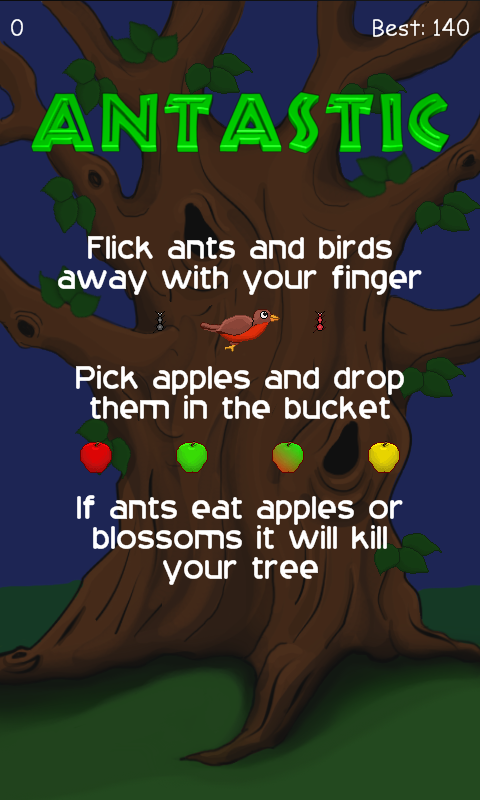 0 Best: 140
ANTASTIC
Flick ants and birds
away with your finger
Pick apples and drop
them in the bucket
If ants eat apples or
blossoms it will kill
your tree